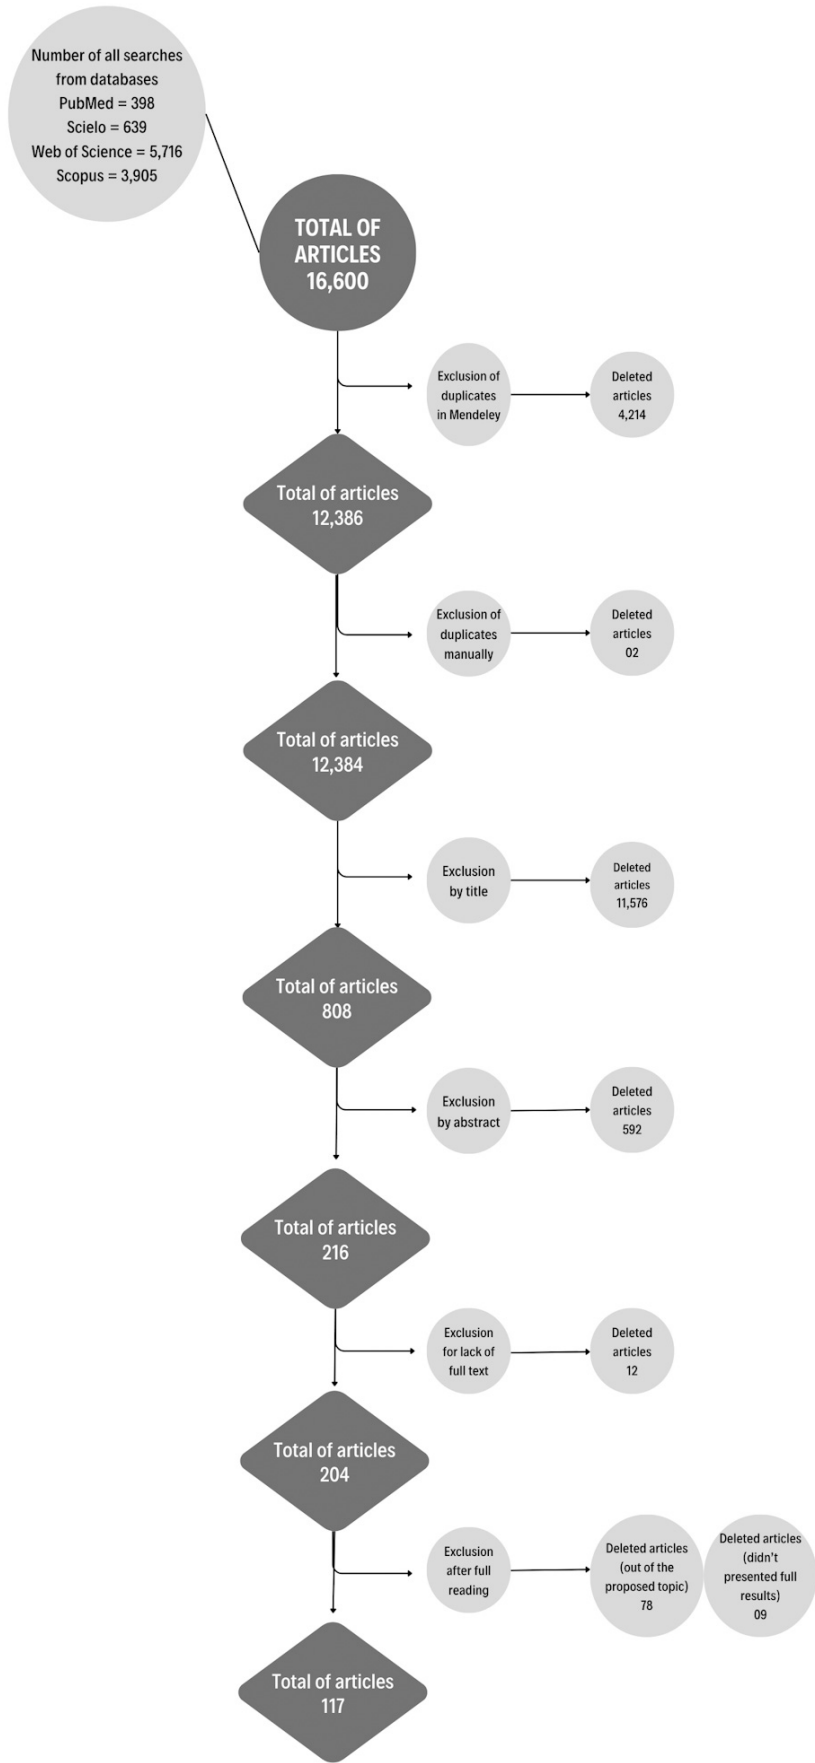 Number of all searches
from databases
PubMed = 398
Scielo = 639
Web of Science = 5,716
Scopus = 3,905
TOTAL OF
ARTICLES
16,600
Exclusion of
duplicates
in Mendeley
Deleted
articles
4,214
Total of articles
12,386
Exclusion of
duplicates
manually
Deleted
articles
02
Total of articles
12,384
Exclusion
by title
Deleted
articles
11,576
Total of articles
808
Exclusion
by abstract
Deleted
articles
592
Total of articles
216
Exclusion
for lack of
full text
Deleted
articles
12
Total of articles
204
Exclusion
after full
reading
Deleted articles
(out of the
proposed topic)
78
Deleted articles
(didn't
presented full
results)
09
Total of articles
117